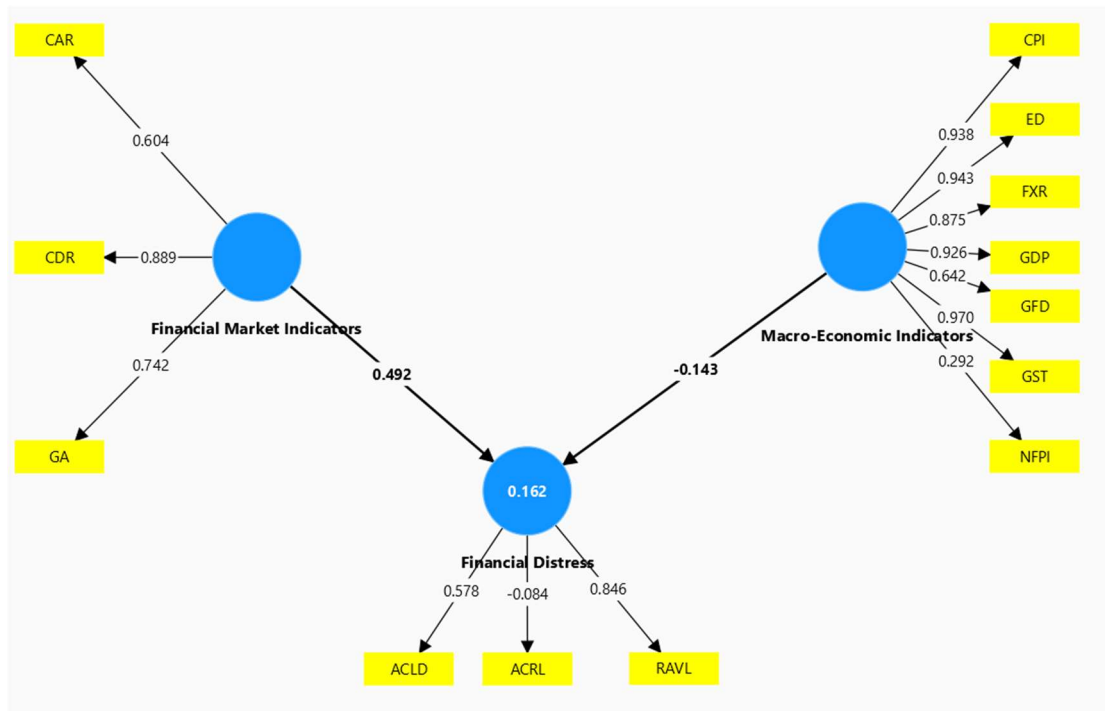 CAR
CPI
ED
0.604
0.938
0.943
FXR
0.875
CDR
0.889
0.926
GDP
0.642
GFD
0.970
Financial Market Indicators
Macro-Economic Indicators
0.742
0.492
-0.143
0.292
GST
GA
NFPI
0.162
Financial Distress
0.578
-0.084
0.846
ACLD
ACRL
RAVL